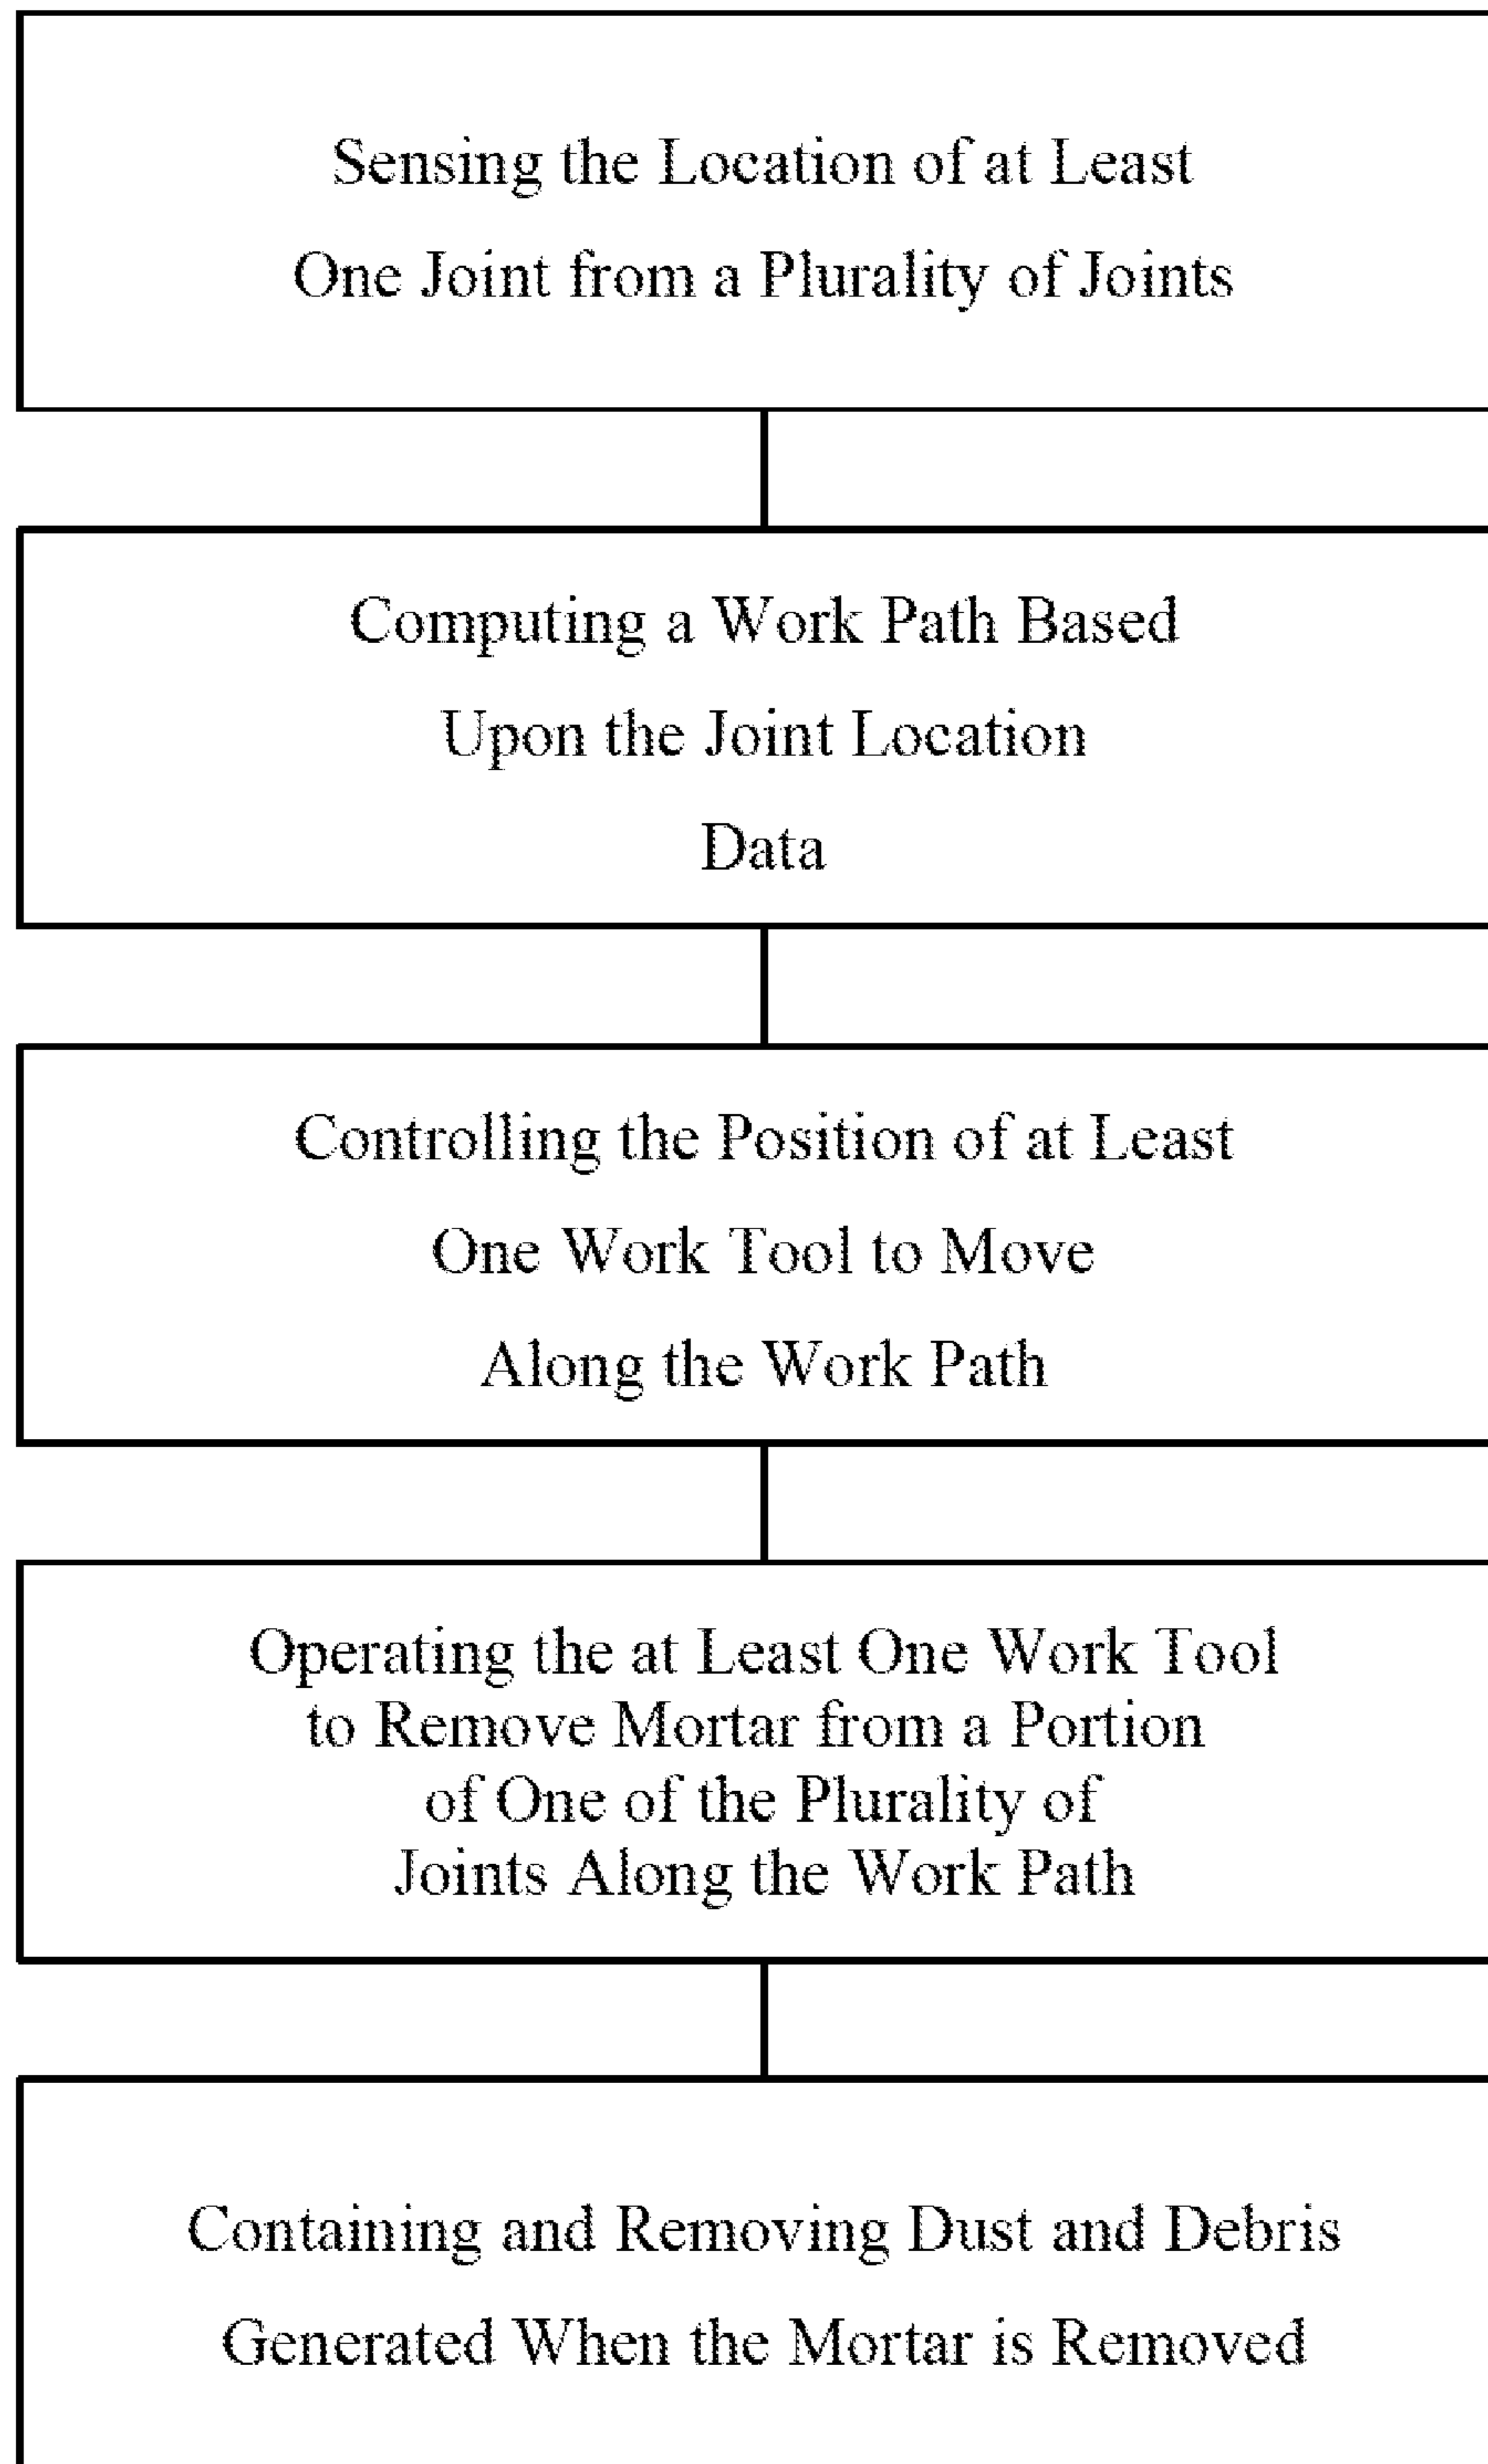 Sensing the Location of at Least
One Joint from a Plurality of Joints
Computing a Work Path Based
Upon the Joint Location
Data
Controlling the Position of at Least
One Work Tool to Move
Along the Work Path
Operating the at Least One Work Tool
to Remove Mortar from a Portion
of One of the Plurality of
Joints Along the Work Path
Containing and Removing Dust and Debris
Generated When the Mortar is Removed